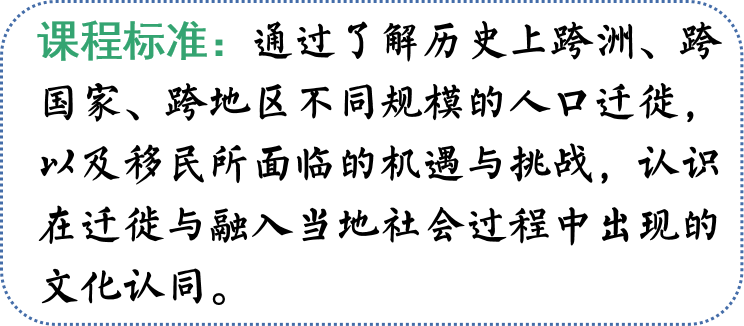 课程标准：通过了解历史上跨洲、跨
国家、跨地区不同规模的人口迁徙，
以及移民所面临的机遇与挑战，认识
在迁徙与融入当地社会过程中出现的
文化认同。